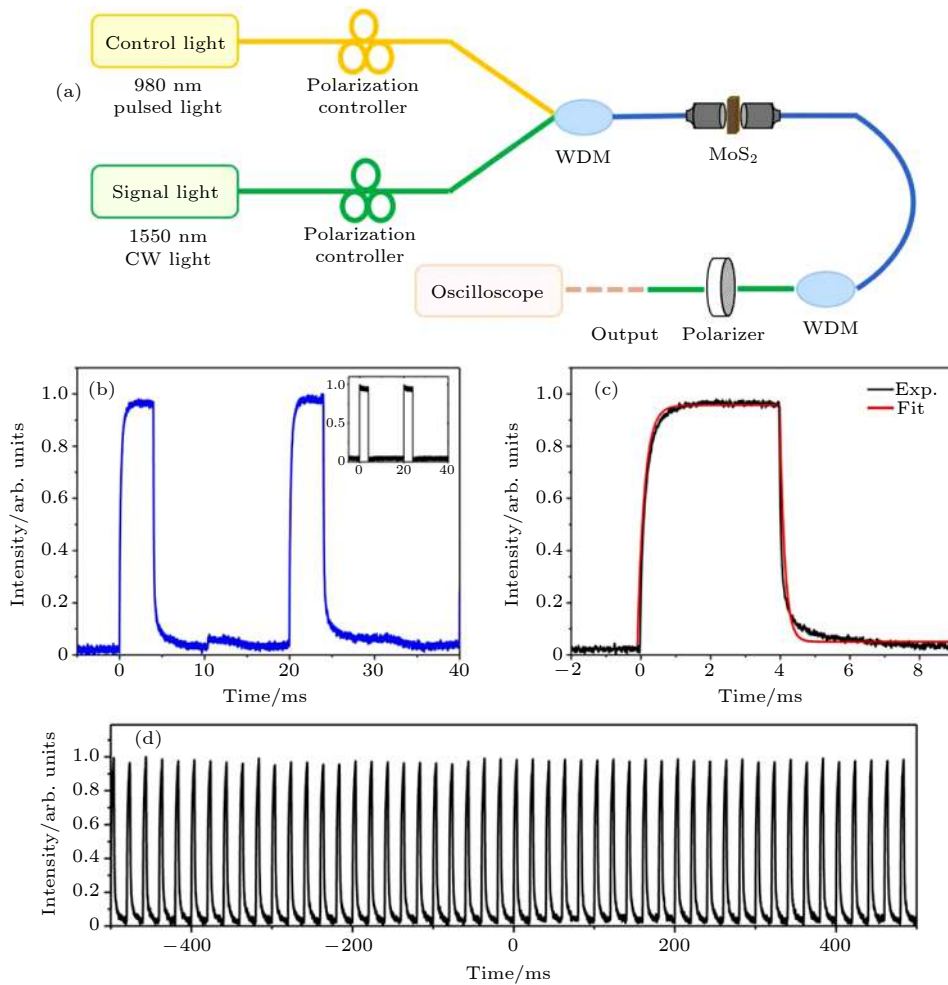 (a)
Control light
980 nm
pulsed light
Polarization
controller
Signal light
1550 nm
CW light
Polarization
controller
WDM
MoS₂
Oscilloscope
Output
Polarizer
WDM
(b)
Intensity/arb. units
1.0
0.8
0.6
0.4
0.2
0
0
10
20
30
40
Time/ms
1.0
0.5
0
0
20
40
(c)
Exp.
Fit
Intensity/arb. units
1.0
0.8
0.6
0.4
0.2
0
−2
0
2
4
6
8
Time/ms
(d)
Intensity/arb. units
1.0
0.8
0.6
0.4
0.2
0
−400
−200
0
200
400
Time/ms